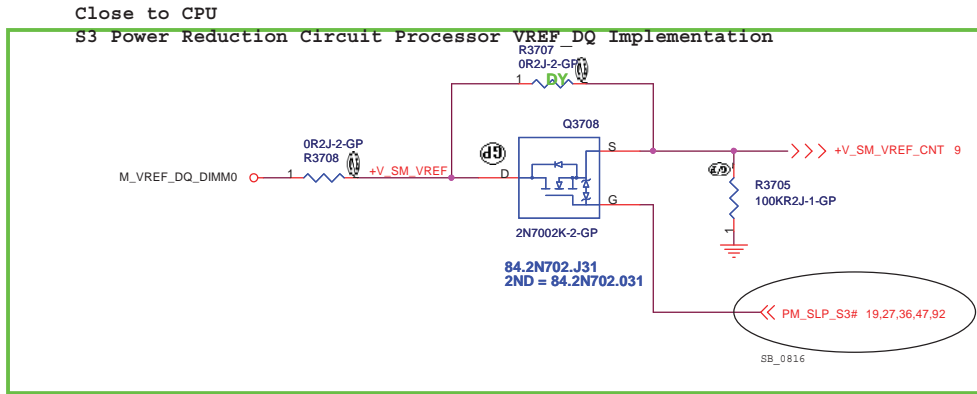 Close to CPU
S3 Power Reduction Circuit Processor VREF_DQ Implementation
R3707
0R2J-2-GP
1
DY
Q3708
0R2J-2-GP
R3708
GP
S
+V_SM_VREF_CNT 9
M_VREF_DQ_DIMM0
1
+V_SM_VREF
D
R3705
100KR2J-1-GP
G
1
2N7002K-2-GP
84.2N702.J31
2ND = 84.2N702.031
PM_SLP_S3# 19,27,36,47,92
SB_0816